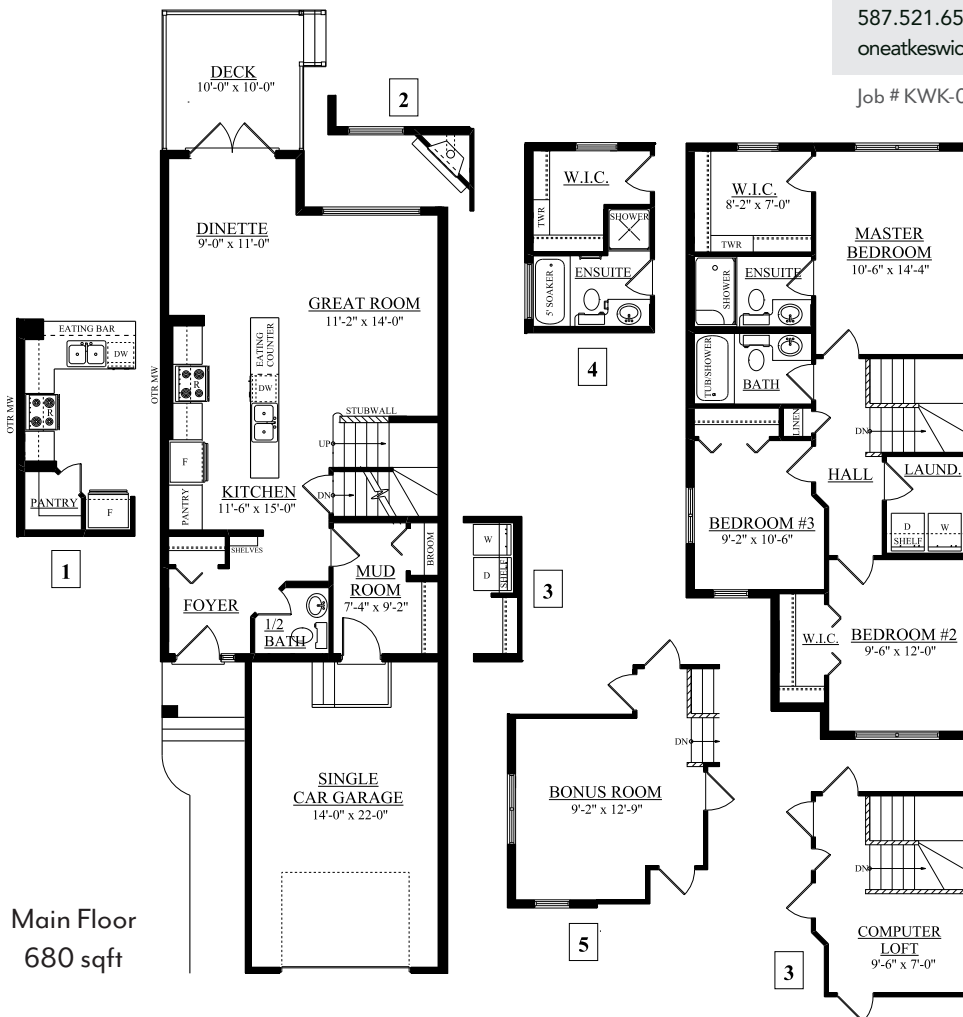 587.521.65
oneatkeswic
Job # KWK-0
DECK
10'-0" x 10'-0"
2
DINETTE
9'-0" x 11'-0"
GREAT ROOM
11'-2" x 14'-0"
EATING COUNTER
DW
OTR MW
R
F
PANTRY
STUBWALL
UP
DN
KITCHEN
11'-6" x 15'-0"
SHELVES
BROOM
MUD
ROOM
7'-4" x 9'-2"
FOYER
1/2
BATH
SINGLE
CAR GARAGE
14'-0" x 22'-0"
Main Floor
680 sqft
EATING BAR
DW
OTR MW
R
PANTRY
F
1
W
D
SHELF
3
W.I.C.
TWR
SHOWER
ENSUITE
5' SOAKER
4
W.I.C.
8'-2" x 7'-0"
TWR
MASTER
BEDROOM
10'-6" x 14'-4"
ENSUITE
SHOWER
TUB/SHOWER
BATH
LINEN
DN
HALL
LAUND.
D
W
SHELF
BEDROOM #3
9'-2" x 10'-6"
W.I.C.
BEDROOM #2
9'-6" x 12'-0"
DN
BONUS ROOM
9'-2" x 12'-9"
5
DN
COMPUTER
LOFT
9'-6" x 7'-0"
3